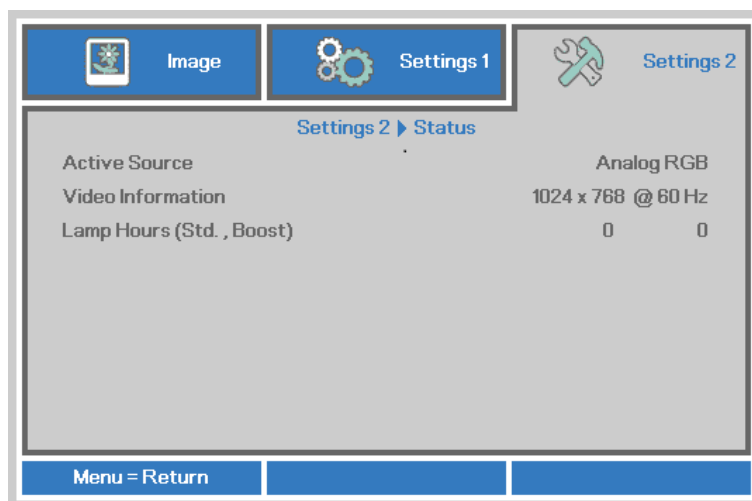 Image Settings 1 Settings 2
Settings 2 ▶ Status
Active Source Analog RGB
Video Information 1024 x 768 @ 60 Hz
Lamp Hours (Std. , Boost) 0 0
Menu = Return